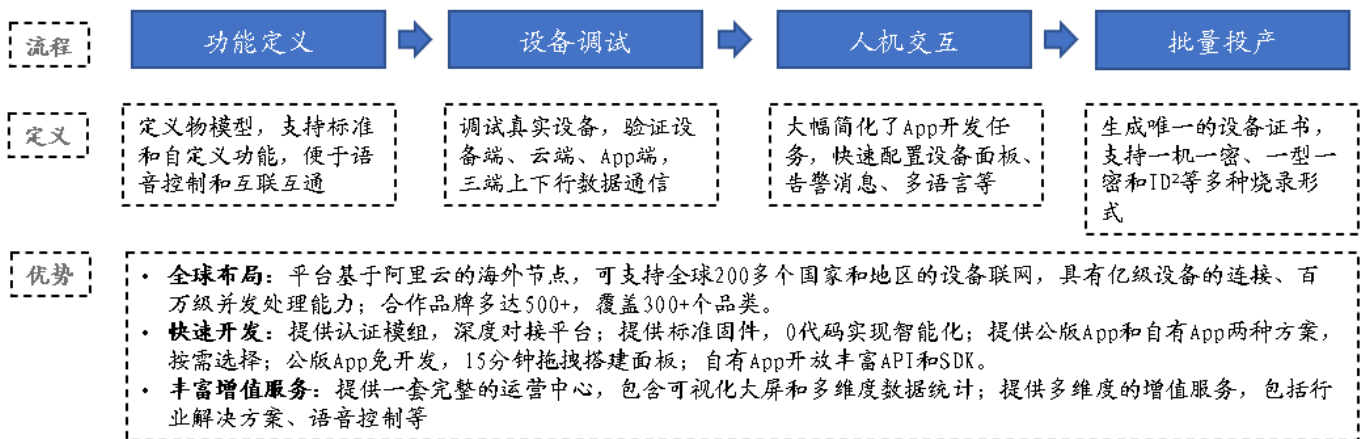 流程
功能定义
设备调试
人机交互
批量投产
定义
定义物模型，支持标准
和自定义功能，便于语
音控制和互联互通
调试真实设备，验证设
备端、云端、App端，
三端上下行数据通信
大幅简化了App开发任
务，快速配置设备面板、
告警消息、多语言等
生成唯一的设备证书，
支持一机一密、一型一
密和ID²等多种烧录形
式
优势
• 全球布局：平台基于阿里云的海外节点，可支持全球200多个国家和地区的设备联网，具有亿级设备的连接、百
万级并发处理能力；合作品牌多达500+，覆盖300+个品类。
• 快速开发：提供认证模组，深度对接平台；提供标准固件，0代码实现智能化；提供公版App和自有App两种方案，
按需选择；公版App免开发，15分钟拖拽搭建面板；自有App开放丰富API和SDK。
• 丰富增值服务：提供一套完整的运营中心，包含可视化大屏和多维度数据统计；提供多维度的增值服务，包括行
业解决方案、语音控制等